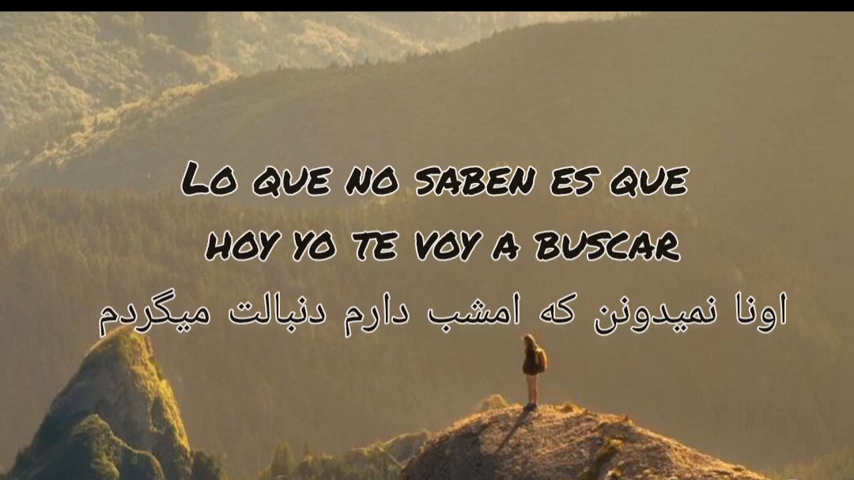 Lo que no saben es que
hoy yo te voy a buscar
اونا نمیدونن که امشب دارم دنبالت میگردم